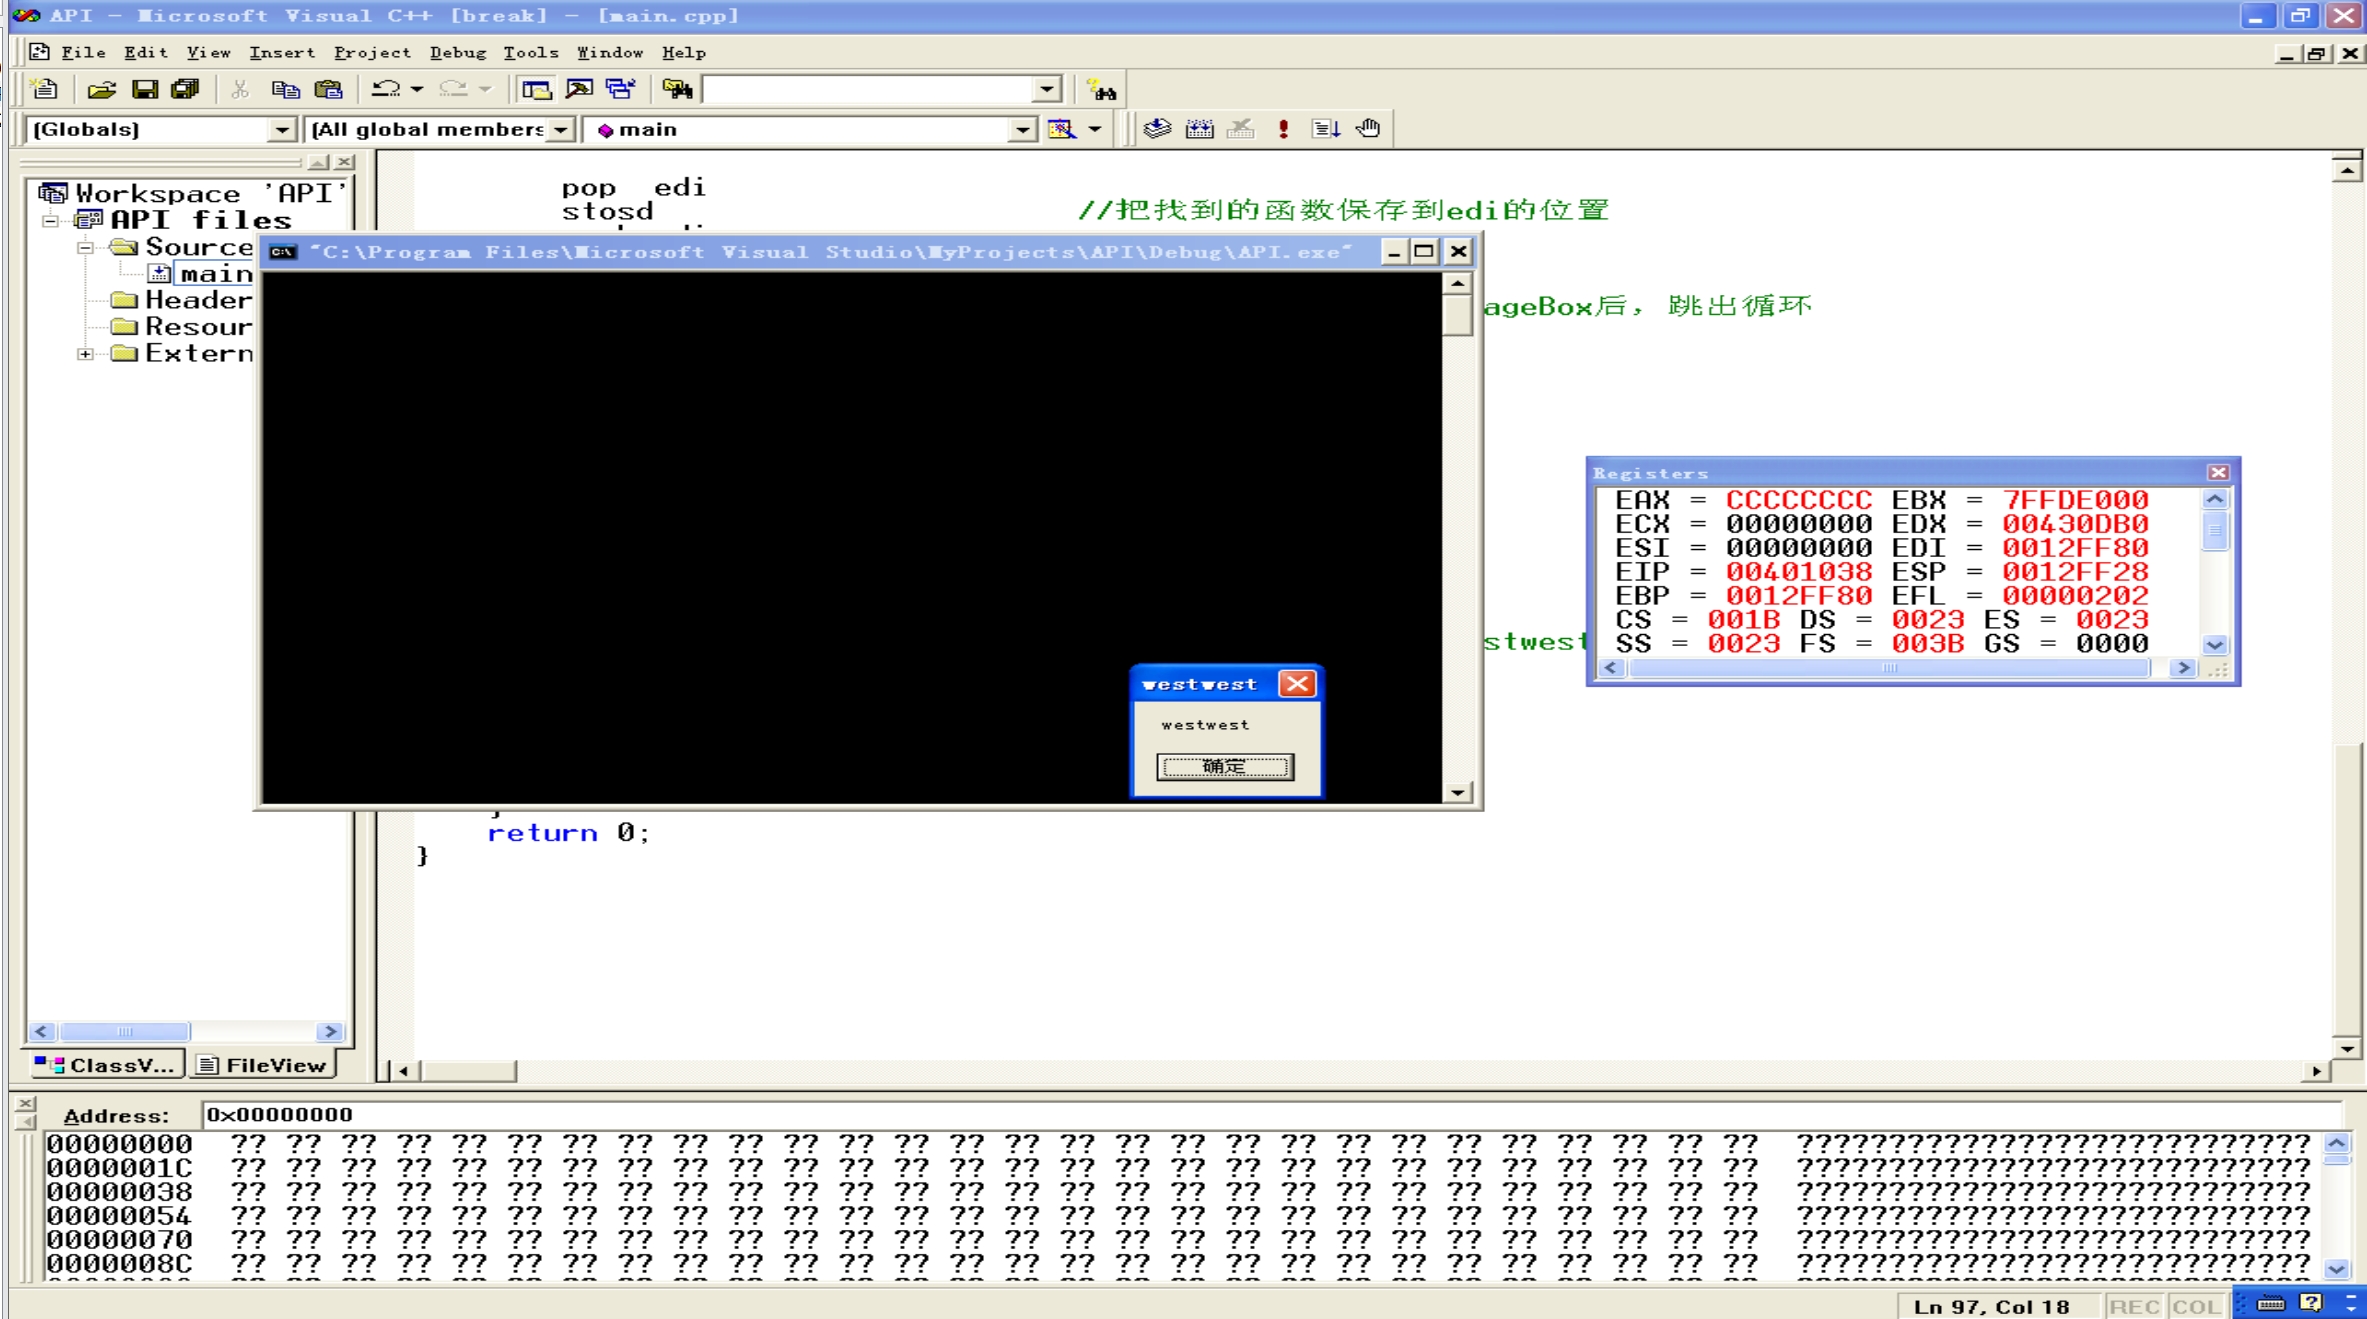 API - Microsoft Visual C++ [break] - [main.cpp]
File Edit View Insert Project Debug Tools Window Help
(Globals) (All global members main
Workspace 'API'
API files
Source
main
Header
Resour
Extern
ClassV... FileView
pop edi
stosd //把找到的函数保存到edi的位置
ageBox后，跳出循环
stwest
return 0;
}
"C:\Program Files\Microsoft Visual Studio\MyProjects\API\Debug\API.exe"
westwest
westwest
确定
Registers
EAX = CCCCCCCC EBX = 7FFDE000
ECX = 00000000 EDX = 00430DB0
ESI = 00000000 EDI = 0012FF80
EIP = 00401038 ESP = 0012FF28
EBP = 0012FF80 EFL = 00000202
CS = 001B DS = 0023 ES = 0023
SS = 0023 FS = 003B GS = 0000
Address: 0x00000000
00000000 ?? ?? ?? ?? ?? ?? ?? ?? ?? ?? ?? ?? ?? ?? ?? ?? ?? ?? ?? ?? ?? ?? ?? ?? ?? ?? ?? ?? ????????????????????????????
0000001C ?? ?? ?? ?? ?? ?? ?? ?? ?? ?? ?? ?? ?? ?? ?? ?? ?? ?? ?? ?? ?? ?? ?? ?? ?? ?? ?? ?? ????????????????????????????
00000038 ?? ?? ?? ?? ?? ?? ?? ?? ?? ?? ?? ?? ?? ?? ?? ?? ?? ?? ?? ?? ?? ?? ?? ?? ?? ?? ?? ?? ????????????????????????????
00000054 ?? ?? ?? ?? ?? ?? ?? ?? ?? ?? ?? ?? ?? ?? ?? ?? ?? ?? ?? ?? ?? ?? ?? ?? ?? ?? ?? ?? ????????????????????????????
00000070 ?? ?? ?? ?? ?? ?? ?? ?? ?? ?? ?? ?? ?? ?? ?? ?? ?? ?? ?? ?? ?? ?? ?? ?? ?? ?? ?? ?? ????????????????????????????
0000008C ?? ?? ?? ?? ?? ?? ?? ?? ?? ?? ?? ?? ?? ?? ?? ?? ?? ?? ?? ?? ?? ?? ?? ?? ?? ?? ?? ?? ????????????????????????????
Ln 97, Col 18 REC COL